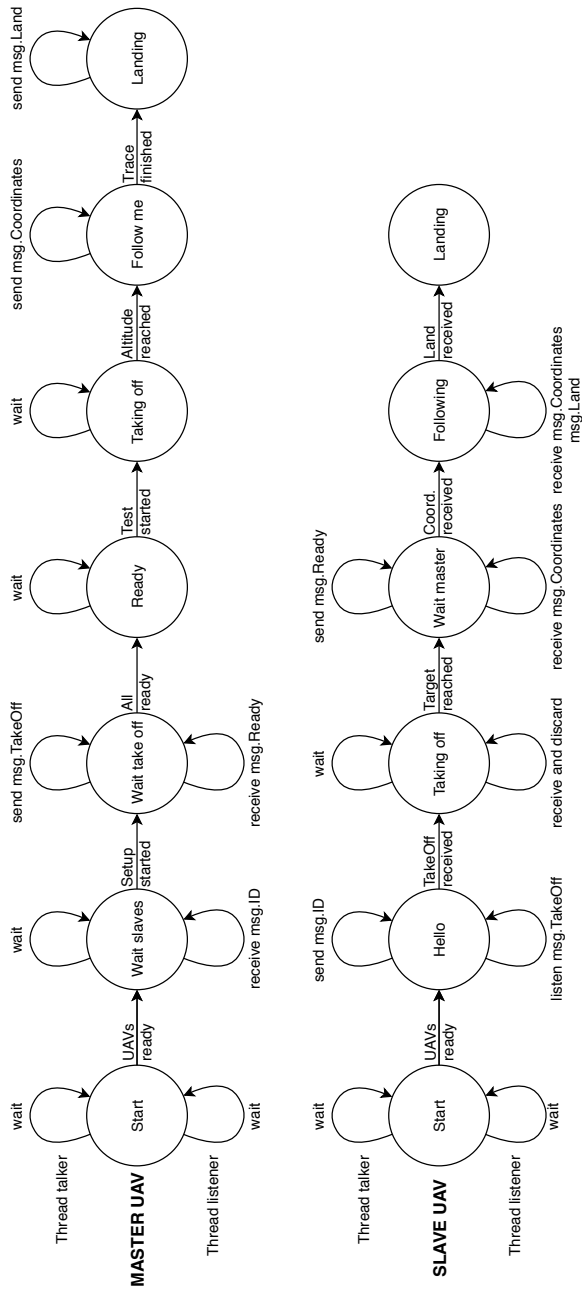 MASTER UAV
Thread talker
Thread listener
wait
Start
wait
UAVs
ready
wait
Wait slaves
receive msg.ID
Setup
started
send msg.TakeOff
Wait take off
receive msg.Ready
All
ready
wait
Ready
Test
started
wait
Taking off
Altitude
reached
send msg.Coordinates
Follow me
Trace
finished
send msg.Land
Landing
SLAVE UAV
Thread talker
Thread listener
wait
Start
wait
UAVs
ready
send msg.ID
Hello
listen msg.TakeOff
TakeOff
received
wait
Taking off
receive and discard
Target
reached
send msg.Ready
Wait master
receive msg.Coordinates
Coord.
received
Following
receive msg.Coordinates
msg.Land
Land
received
Landing